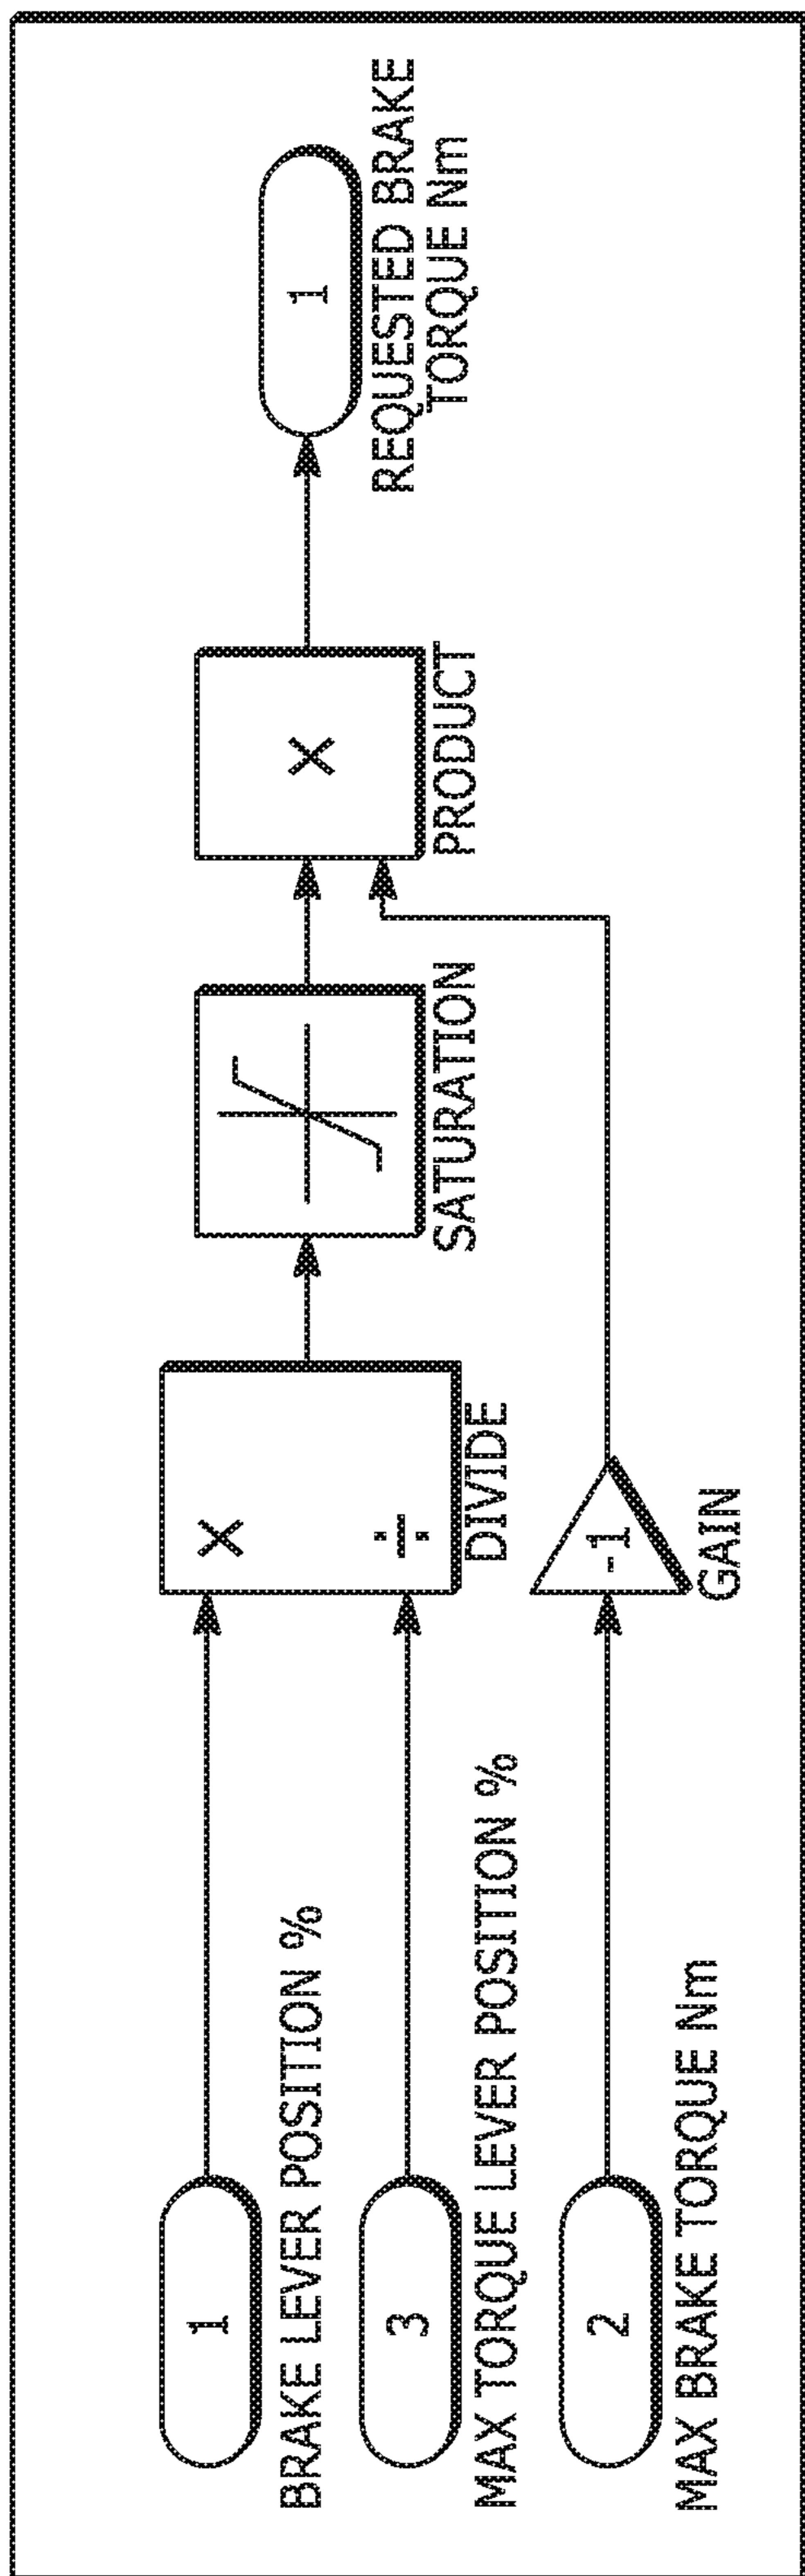 1
BRAKE LEVER POSITION %
3
MAX TORQUE LEVER POSITION %
2
MAX BRAKE TORQUE Nm
×
÷
DIVIDE
-1
GAIN
SATURATION
×
PRODUCT
1
REQUESTED BRAKE
TORQUE Nm